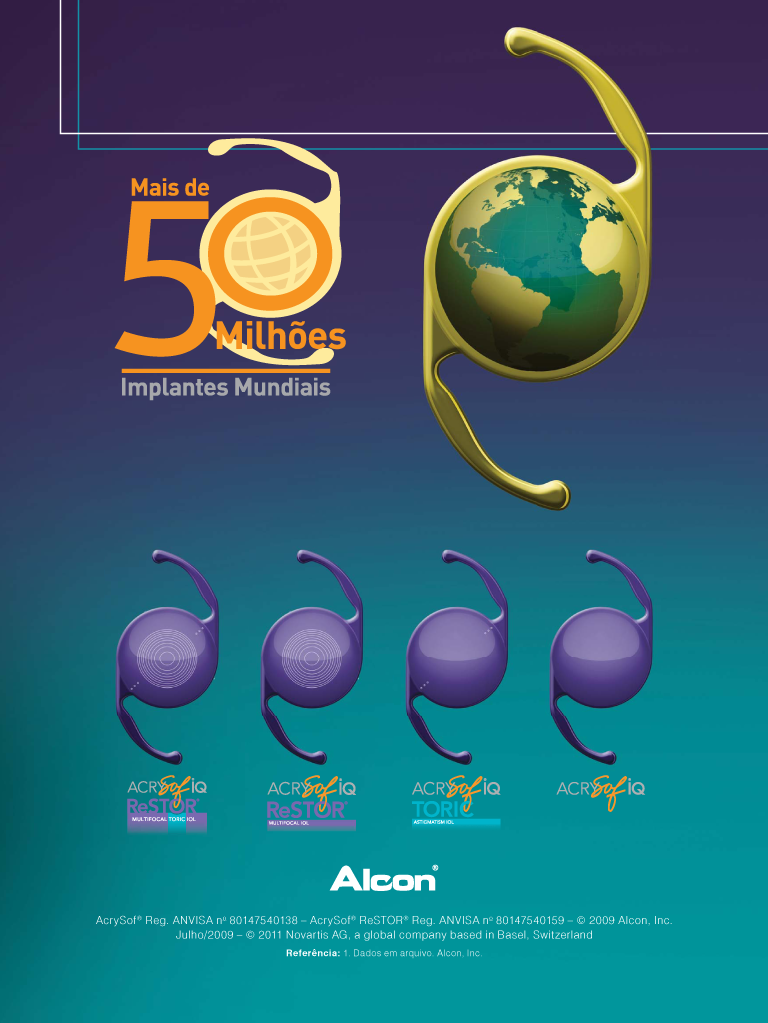 Mais de
50
Milhões
Implantes Mundiais
ACRYSof IQ
ReSTOR®
MULTIFOCAL TORIC IOL
ACRYSof IQ
ReSTOR®
MULTIFOCAL IOL
ACRYSof IQ
TORIC
ASTIGMATISM IOL
ACRYSof IQ
Alcon®
AcrySof® Reg. ANVISA nº 80147540138 – AcrySof® ReSTOR® Reg. ANVISA nº 80147540159 – © 2009 Alcon, Inc.
Julho/2009 – © 2011 Novartis AG, a global company based in Basel, Switzerland
Referência: 1. Dados em arquivo. Alcon, Inc.